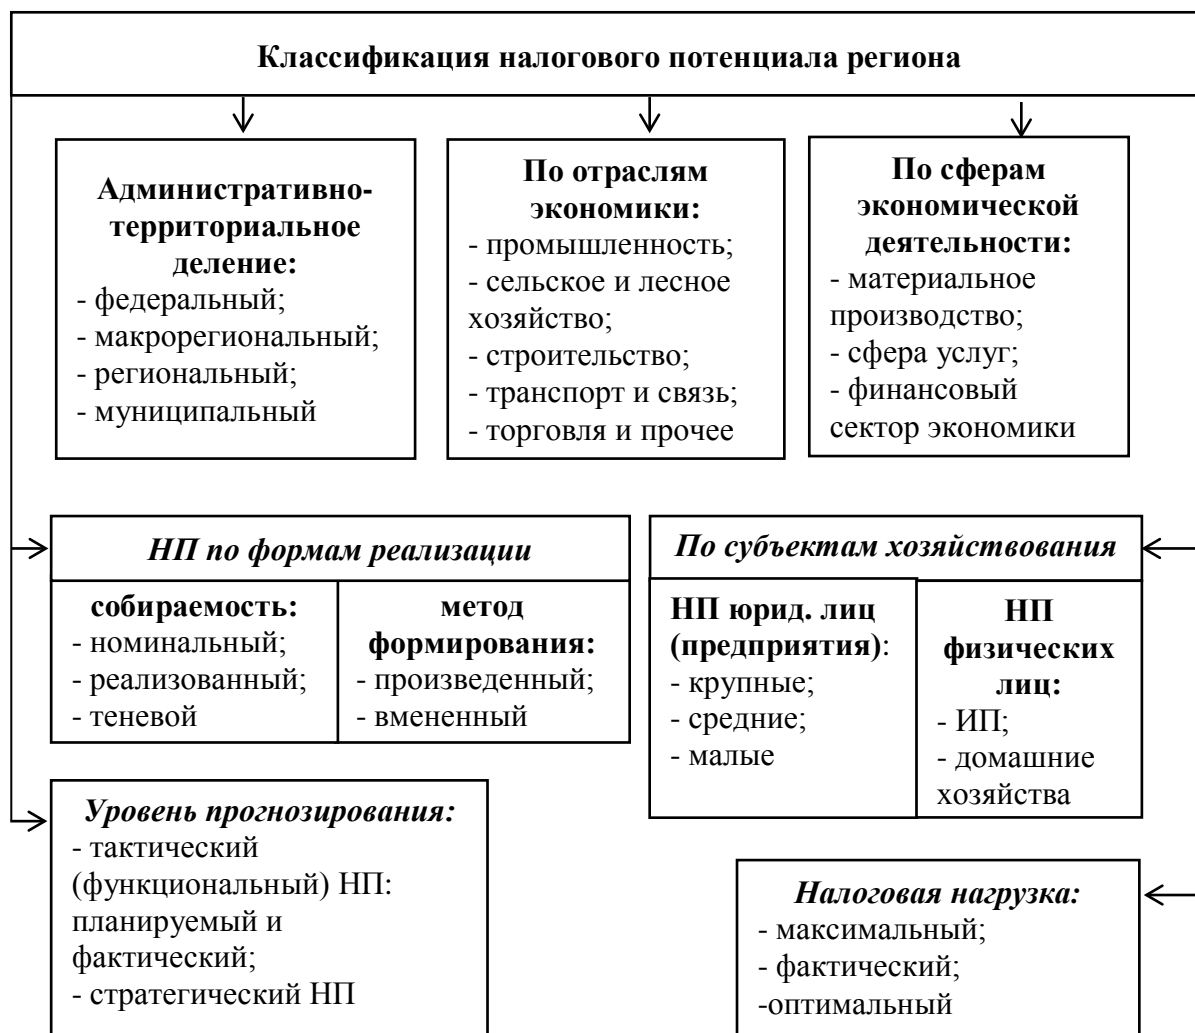 Классификация налогового потенциала региона
Административно-
территориальное
деление:
- федеральный;
- макрорегиональный;
- региональный;
- муниципальный
По отраслям
экономики:
- промышленность;
- сельское и лесное
хозяйство;
- строительство;
- транспорт и связь;
- торговля и прочее
По сферам
экономической
деятельности:
- материальное
производство;
- сфера услуг;
- финансовый
сектор экономики
НП по формам реализации
собираемость:
- номинальный;
- реализованный;
- теневой
метод
формирования:
- произведенный;
- вмененный
По субъектам хозяйствования
НП юрид. лиц
(предприятия):
- крупные;
- средние;
- малые
НП
физических
лиц:
- ИП;
- домашние
хозяйства
Уровень прогнозирования:
- тактический
(функциональный) НП:
планируемый и
фактический;
- стратегический НП
Налоговая нагрузка:
- максимальный;
- фактический;
-оптимальный